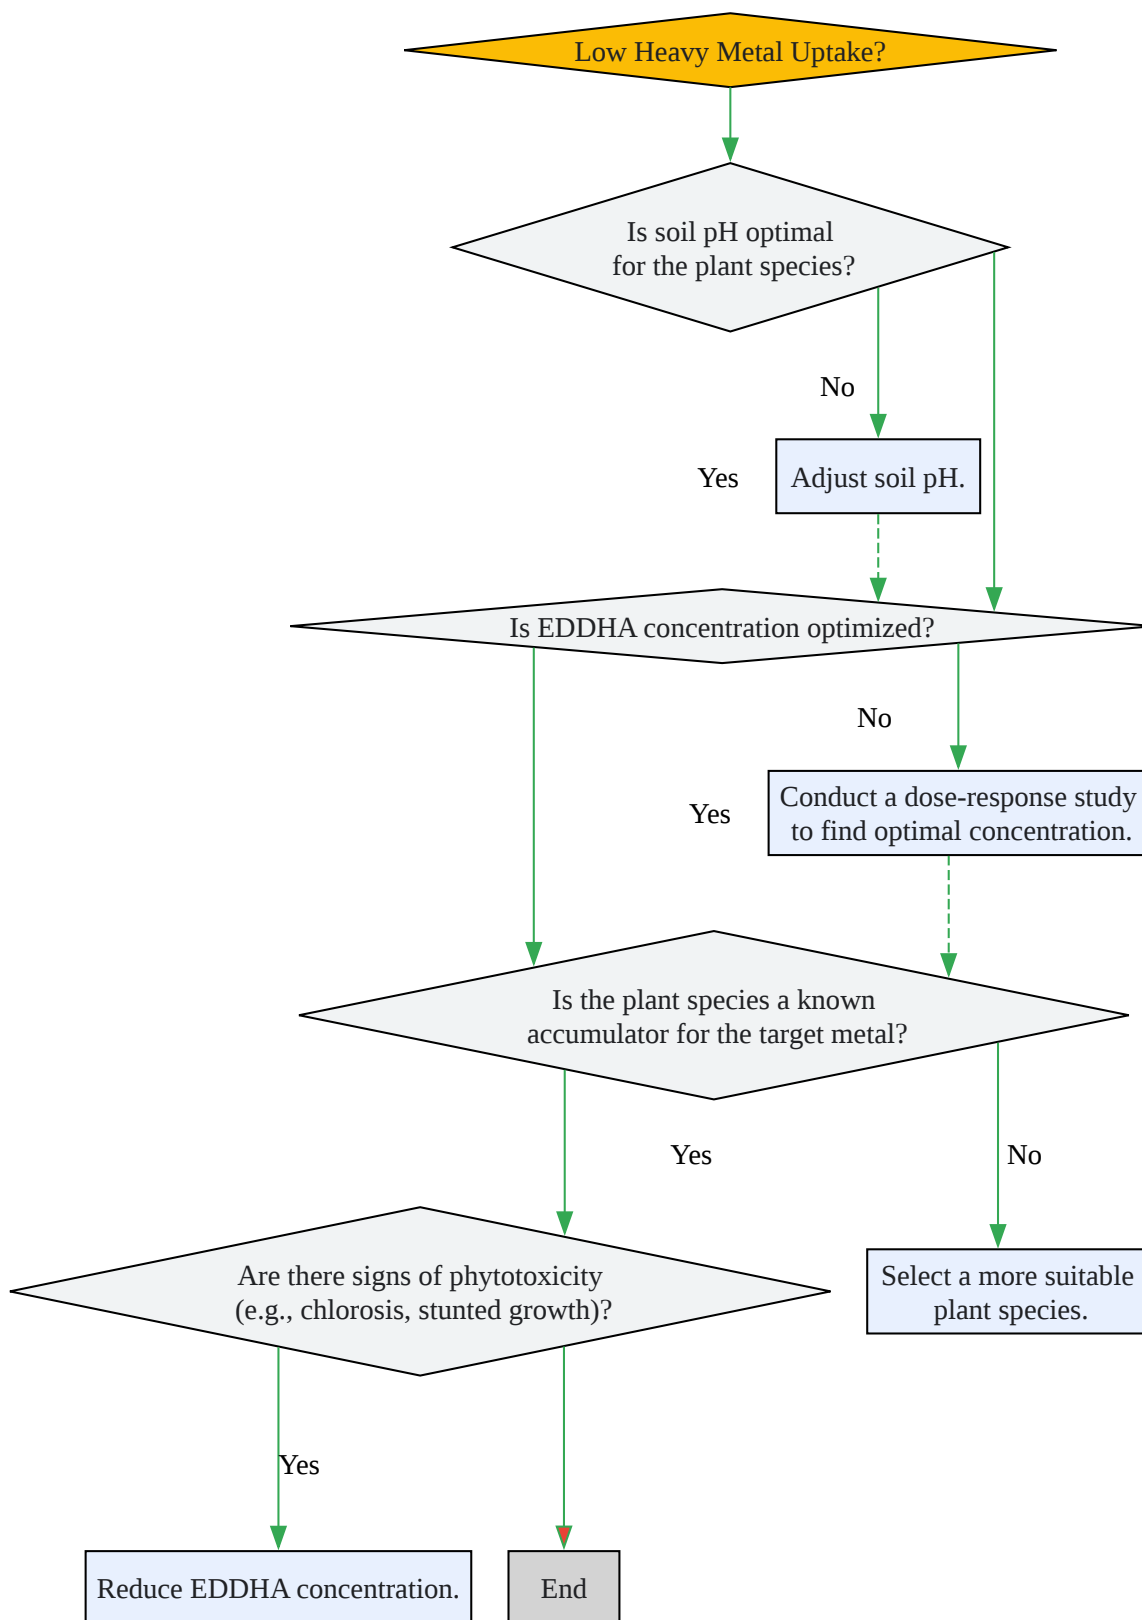 Low Heavy Metal Uptake?
Is soil pH optimal
for the plant species?
No
Yes
Adjust soil pH.
Is EDDHA concentration optimized?
No
Yes
Conduct a dose-response study
to find optimal concentration.
Is the plant species a known
accumulator for the target metal?
Yes
No
Are there signs of phytotoxicity
(e.g., chlorosis, stunted growth)?
Select a more suitable
plant species.
Yes
Reduce EDDHA concentration.
End